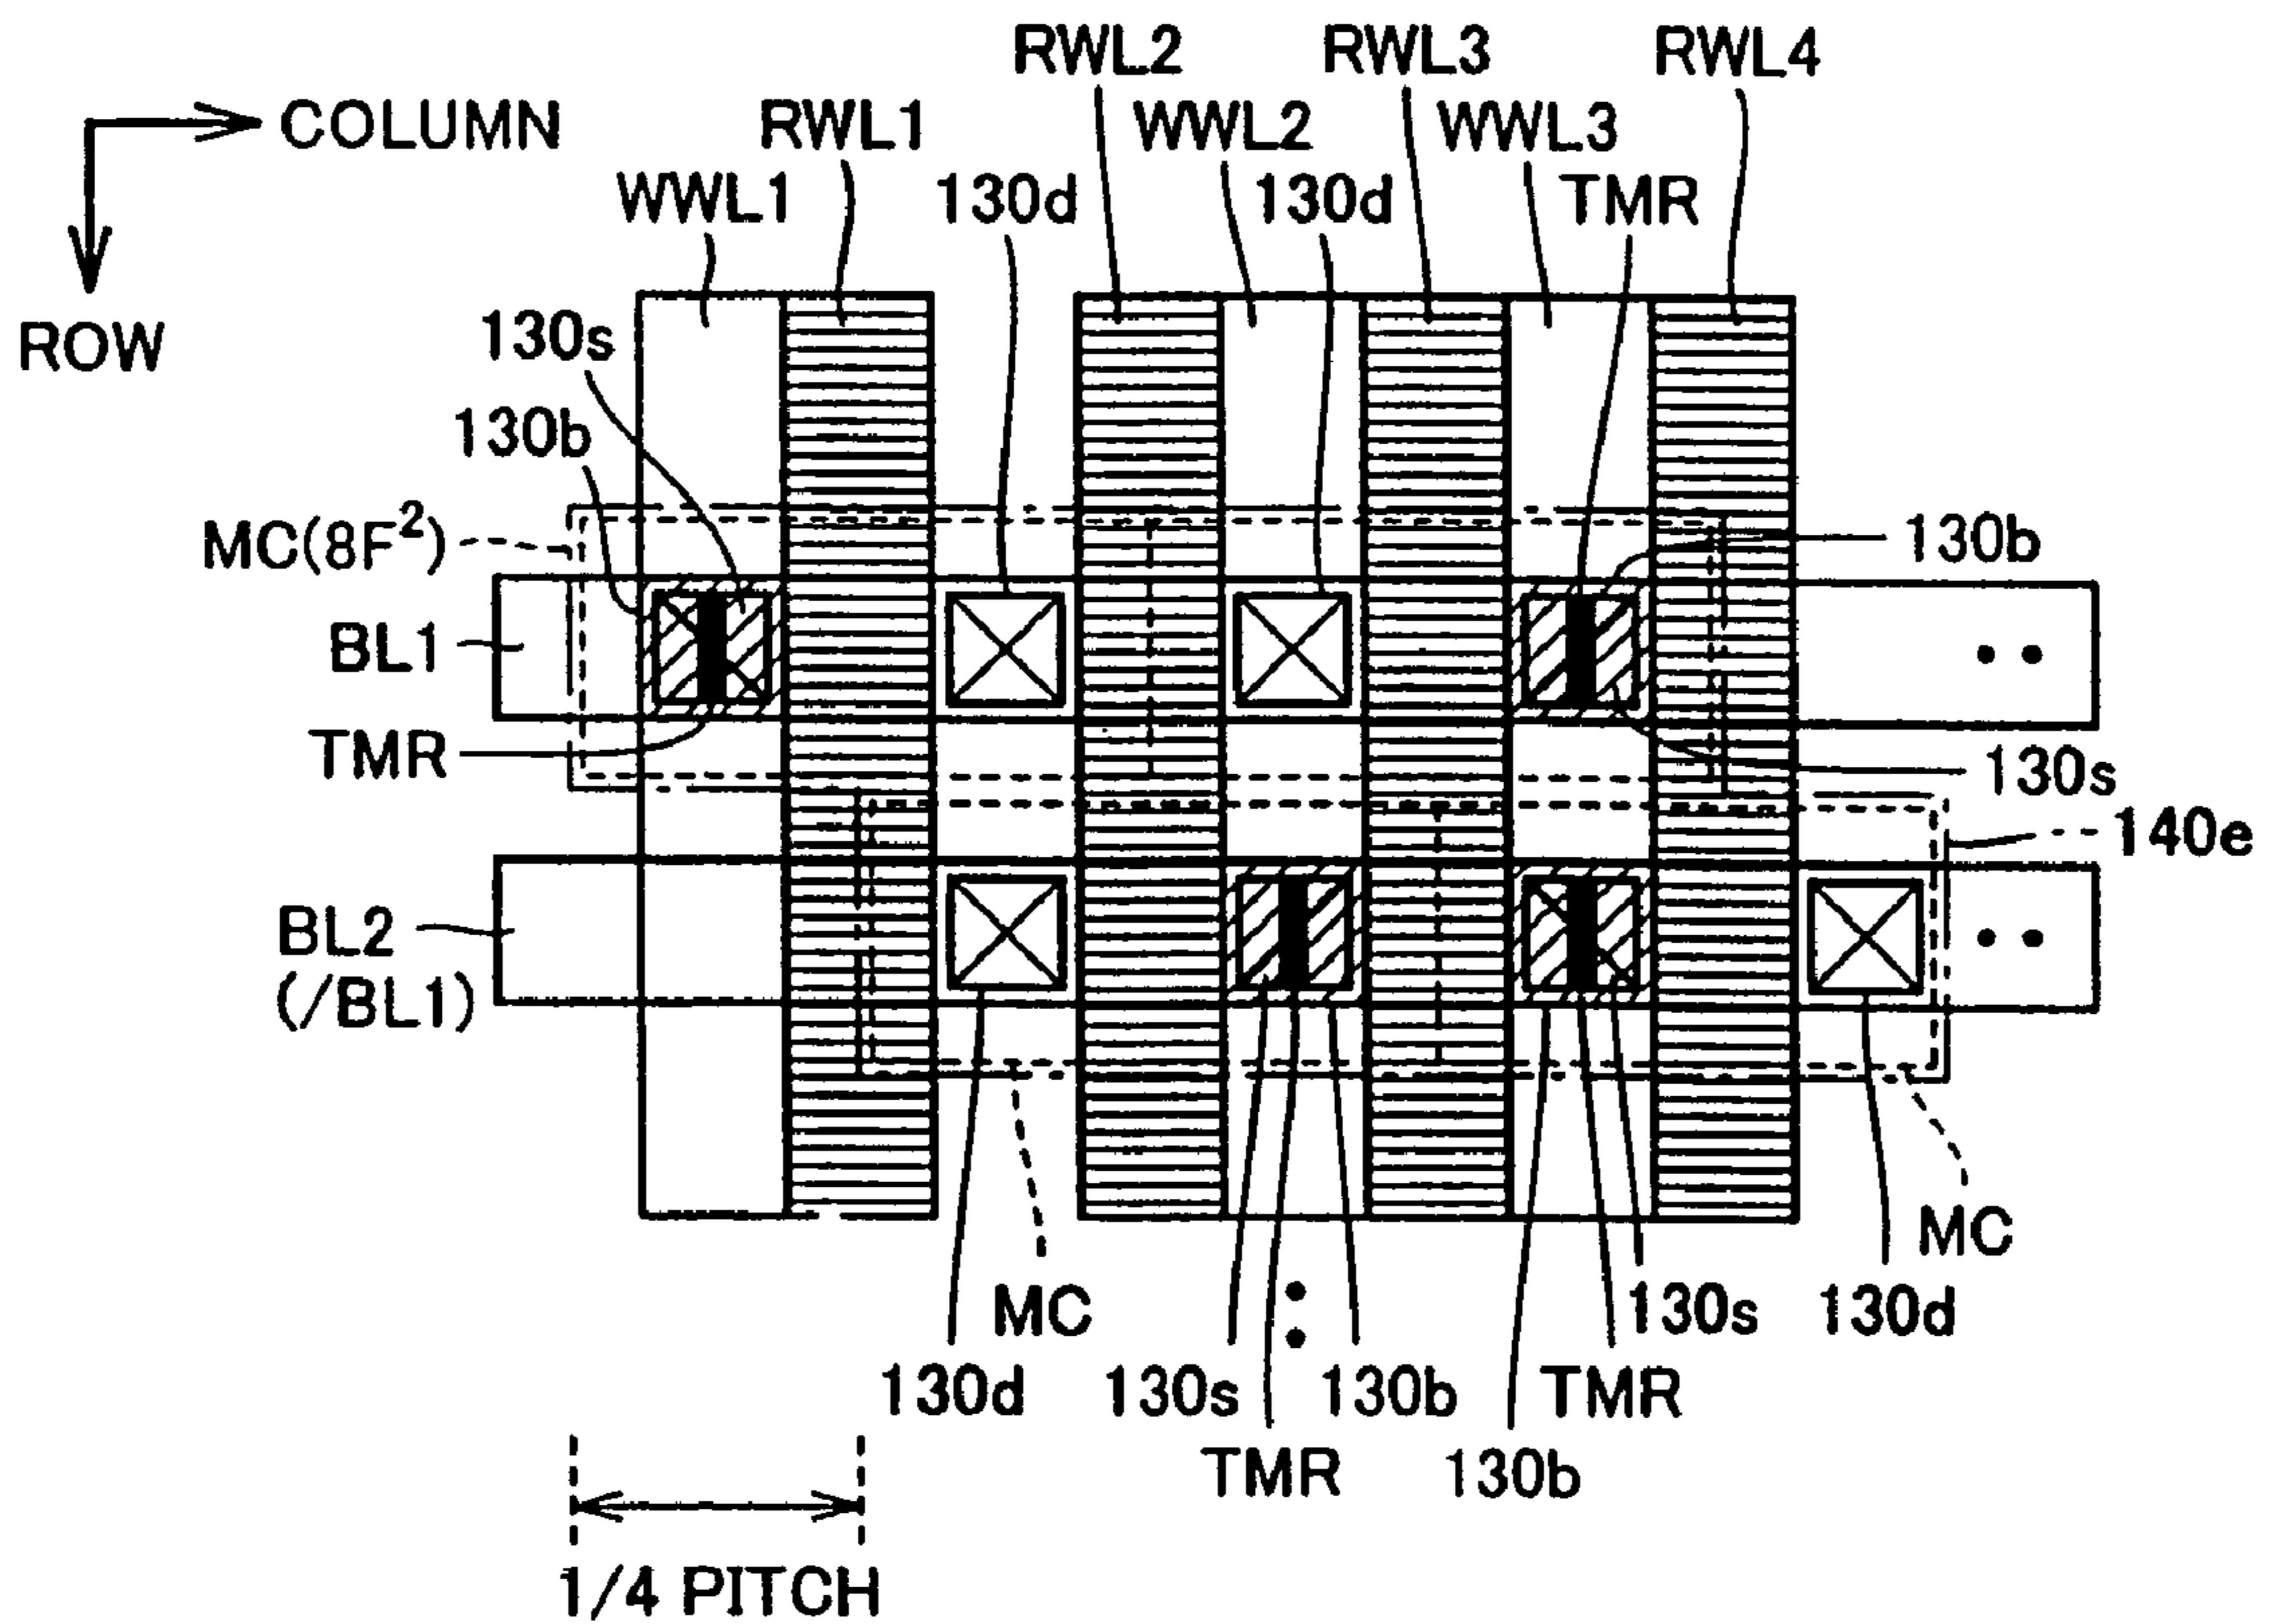 RWL2 RWL3 RWL4
COLUMN RWL1 WWL2 WWL3
WWL1 130d 130d TMR
ROW 130s
130b
MC(8F²) 130b
BL1
TMR 130s
140e
BL2
(/BL1)
MC
MC 130s 130d
130d 130s 130b TMR
TMR 130b
1/4 PITCH